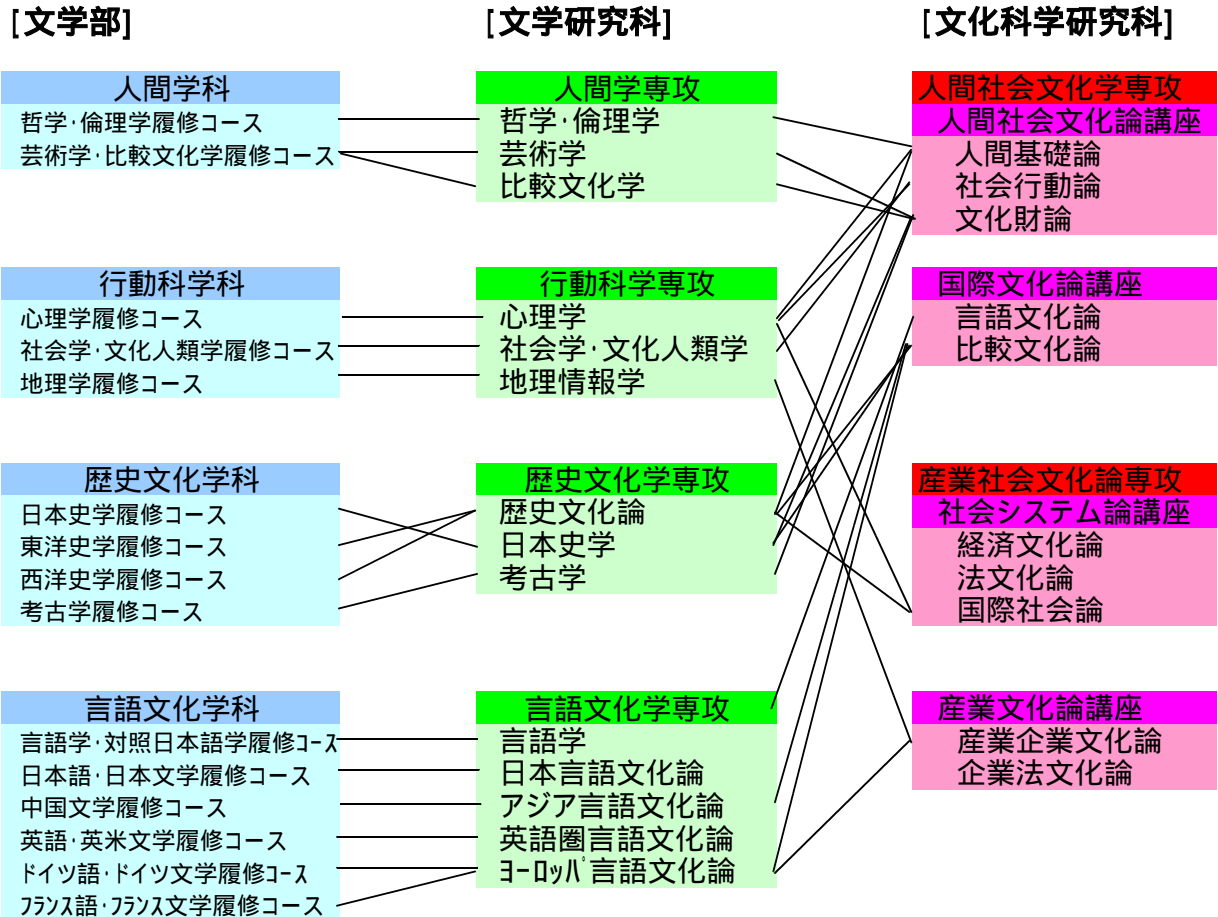 [文学部]
[文学研究科]
[文化科学研究科]
人間学科
哲学･倫理学履修コース
芸術学･比較文化学履修コース
行動科学科
心理学履修コース
社会学･文化人類学履修コース
地理学履修コース
歴史文化学科
日本史学履修コース
東洋史学履修コース
西洋史学履修コース
考古学履修コース
言語文化学科
言語学･対照日本語学履修ｺｰｽ
日本語･日本文学履修コース
中国文学履修コース
英語･英米文学履修コース
ドイツ語･ドイツ文学履修ｺｰｽ
ﾌﾗﾝｽ語･ﾌﾗﾝｽ文学履修コース
人間学専攻
哲学･倫理学
芸術学
比較文化学
行動科学専攻
心理学
社会学･文化人類学
地理情報学
歴史文化学専攻
歴史文化論
日本史学
考古学
言語文化学専攻
言語学
日本言語文化論
アジア言語文化論
英語圏言語文化論
ﾖｰﾛｯﾊﾟ言語文化論
人間社会文化学専攻
人間社会文化論講座
人間基礎論
社会行動論
文化財論
国際文化論講座
言語文化論
比較文化論
産業社会文化論専攻
社会システム論講座
経済文化論
法文化論
国際社会論
産業文化論講座
産業企業文化論
企業法文化論